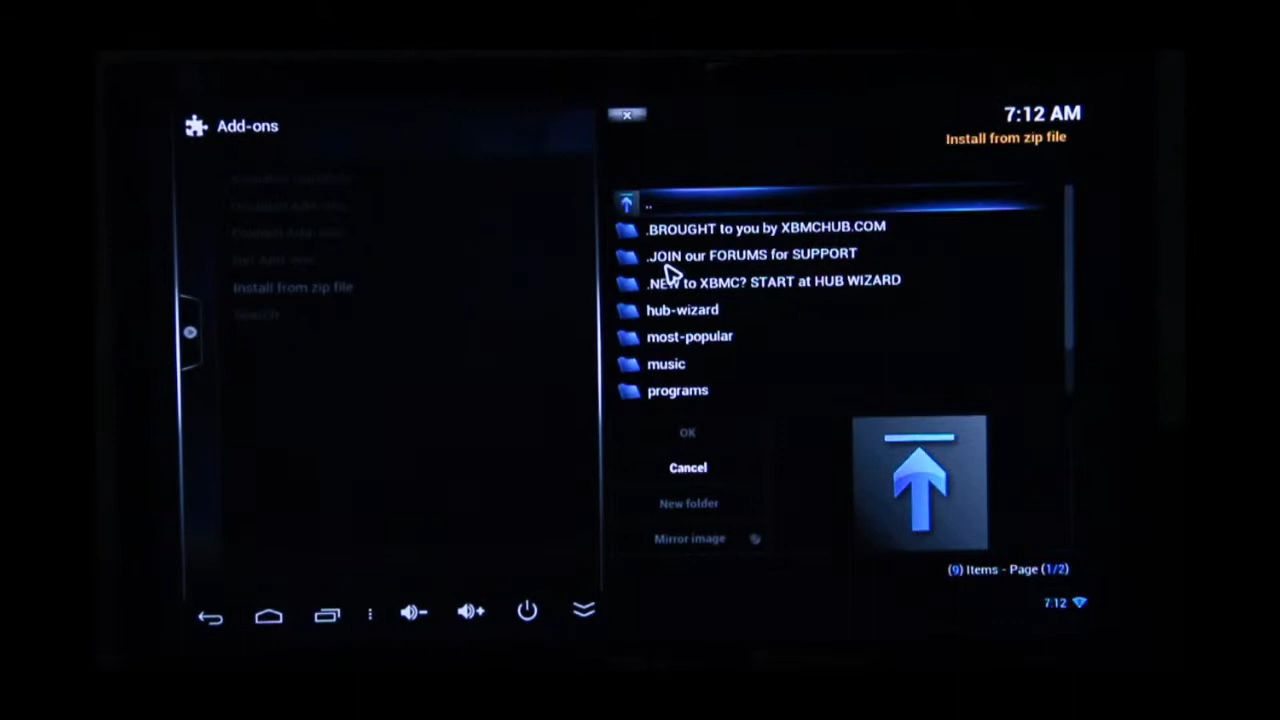 Add-ons
7:12 AM
Install from zip file
..
.BROUGHT to you by XBMCHUB.COM
.JOIN our FORUMS for SUPPORT
.NEW to XBMC? START at HUB WIZARD
hub-wizard
most-popular
music
programs
Install from zip file
Search
OK
Cancel
New folder
Mirror image
(9) Items - Page (1/2)
7:12